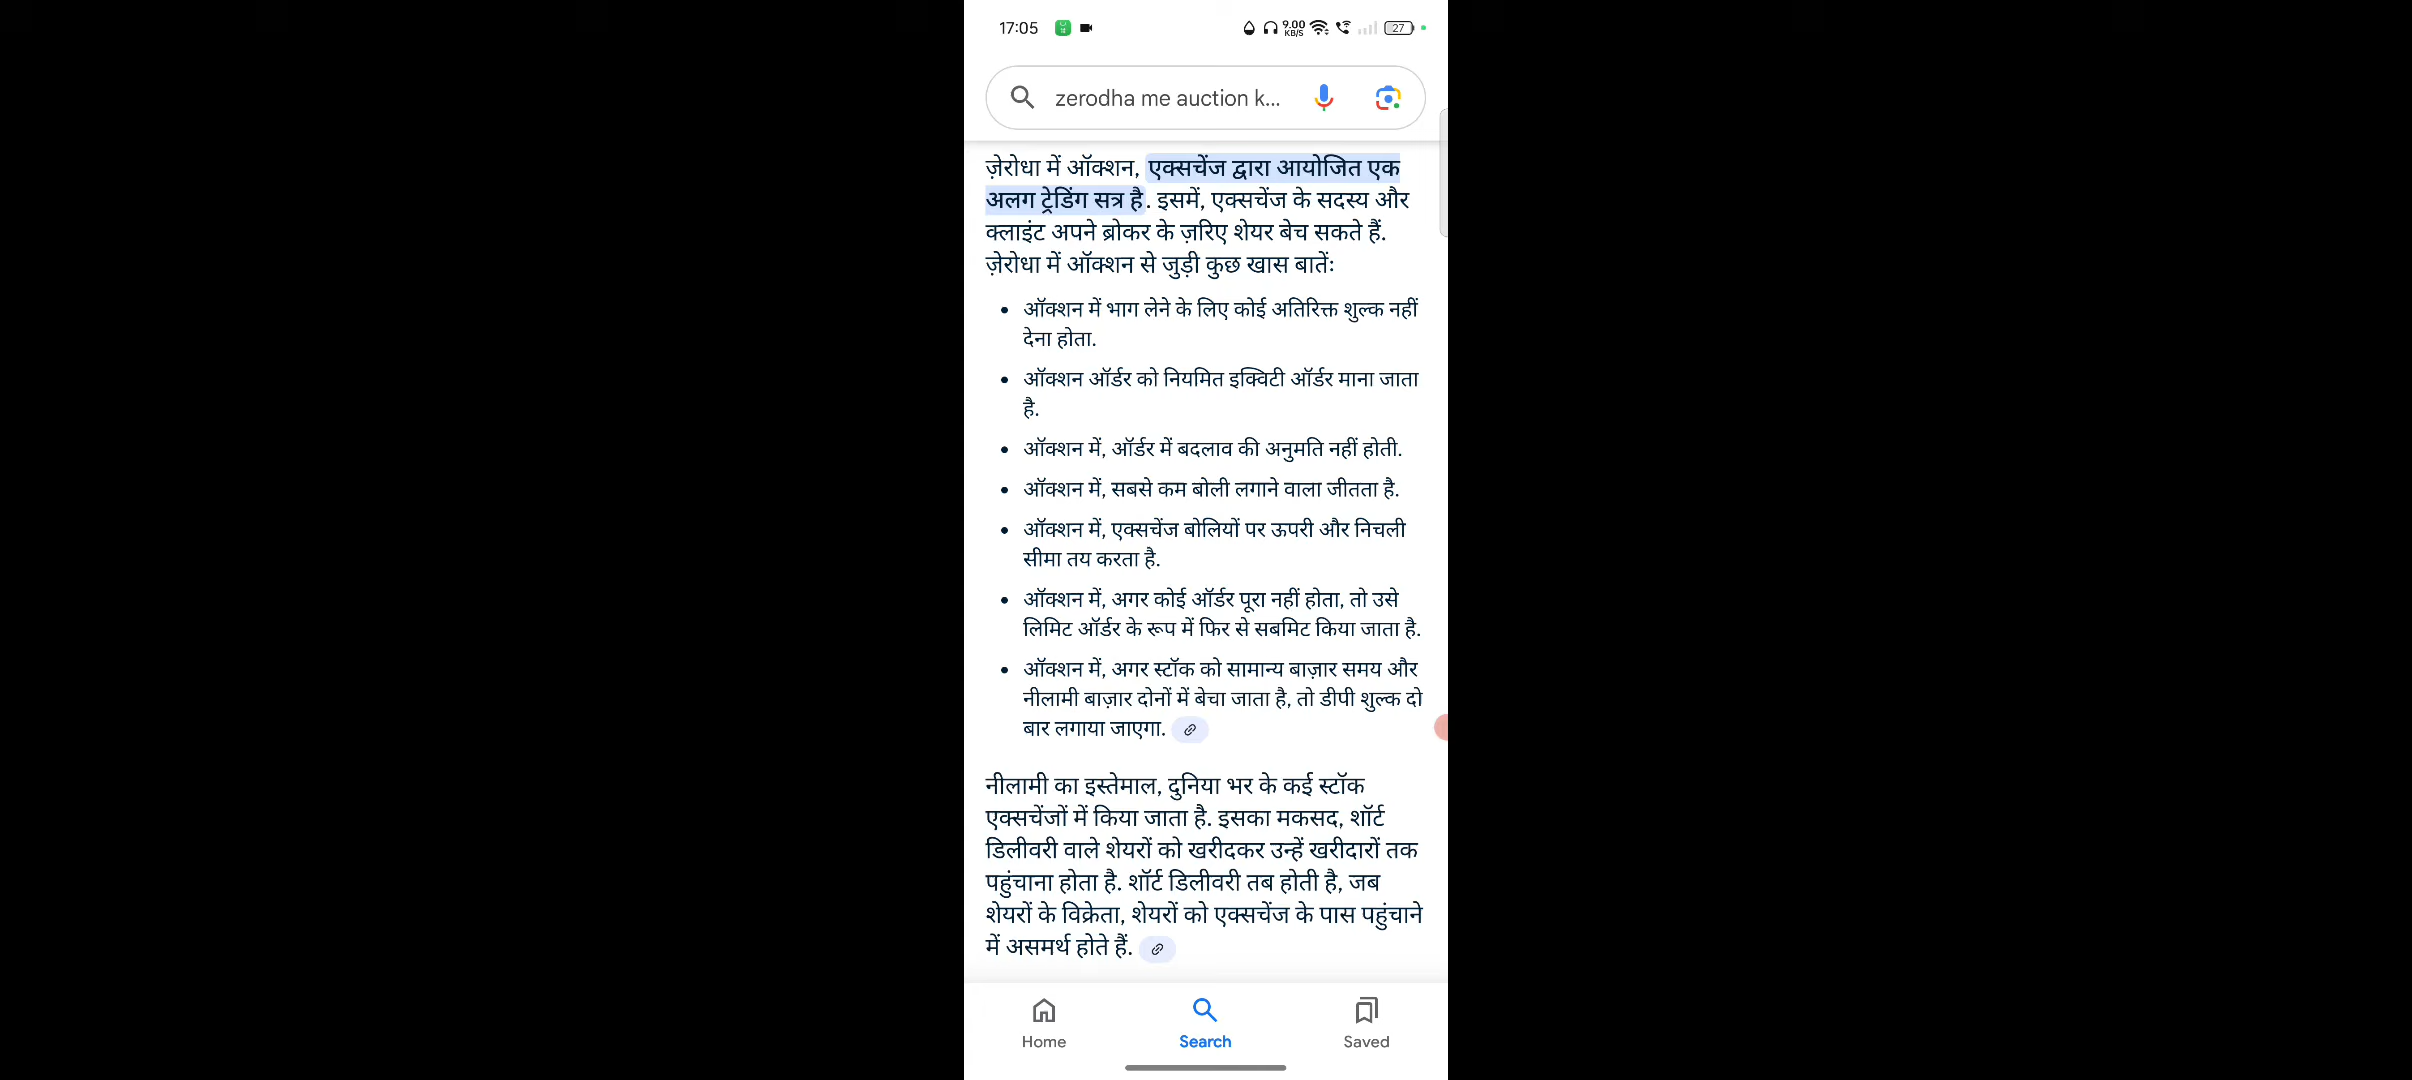 17:05
9.00
KB/S
27
zerodha me auction k...
ज़ेरोधा में ऑक्शन, एक्सचेंज द्वारा आयोजित एक
अलग ट्रेडिंग सत्र है. इसमें, एक्सचेंज के सदस्य और
क्लाइंट अपने ब्रोकर के ज़रिए शेयर बेच सकते हैं.
ज़ेरोधा में ऑक्शन से जुड़ी कुछ खास बातें:
• ऑक्शन में भाग लेने के लिए कोई अतिरिक्त शुल्क नहीं
देना होता.
• ऑक्शन ऑर्डर को नियमित इक्विटी ऑर्डर माना जाता
है.
• ऑक्शन में, ऑर्डर में बदलाव की अनुमति नहीं होती.
• ऑक्शन में, सबसे कम बोली लगाने वाला जीतता है.
• ऑक्शन में, एक्सचेंज बोलियों पर ऊपरी और निचली
सीमा तय करता है.
• ऑक्शन में, अगर कोई ऑर्डर पूरा नहीं होता, तो उसे
लिमिट ऑर्डर के रूप में फिर से सबमिट किया जाता है.
• ऑक्शन में, अगर स्टॉक को सामान्य बाज़ार समय और
नीलामी बाज़ार दोनों में बेचा जाता है, तो डीपी शुल्क दो
बार लगाया जाएगा.
नीलामी का इस्तेमाल, दुनिया भर के कई स्टॉक
एक्सचेंजों में किया जाता है. इसका मकसद, शॉर्ट
डिलीवरी वाले शेयरों को खरीदकर उन्हें खरीदारों तक
पहुंचाना होता है. शॉर्ट डिलीवरी तब होती है, जब
शेयरों के विक्रेता, शेयरों को एक्सचेंज के पास पहुंचाने
में असमर्थ होते हैं.
Home
Search
Saved